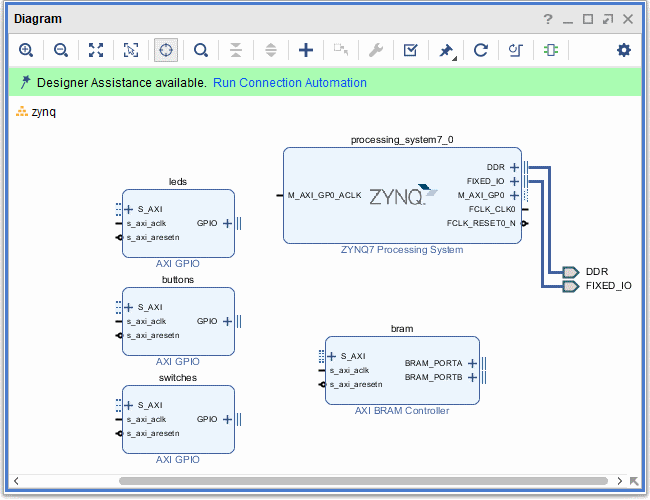 Diagram
Designer Assistance available. Run Connection Automation
zynq
processing_system7_0
DDR
FIXED_IO
M_AXI_GP0_ACLK ZYNQ. M_AXI_GP0
FCLK_CLK0
FCLK_RESET0_N
ZYNQ7 Processing System
DDR
FIXED_IO
leds
S_AXI
s_axi_aclk GPIO
s_axi_aresetn
AXI GPIO
buttons
S_AXI
s_axi_aclk GPIO
s_axi_aresetn
AXI GPIO
bram
S_AXI
s_axi_aclk BRAM_PORTA
s_axi_aresetn BRAM_PORTB
AXI BRAM Controller
switches
S_AXI
s_axi_aclk GPIO
s_axi_aresetn
AXI GPIO